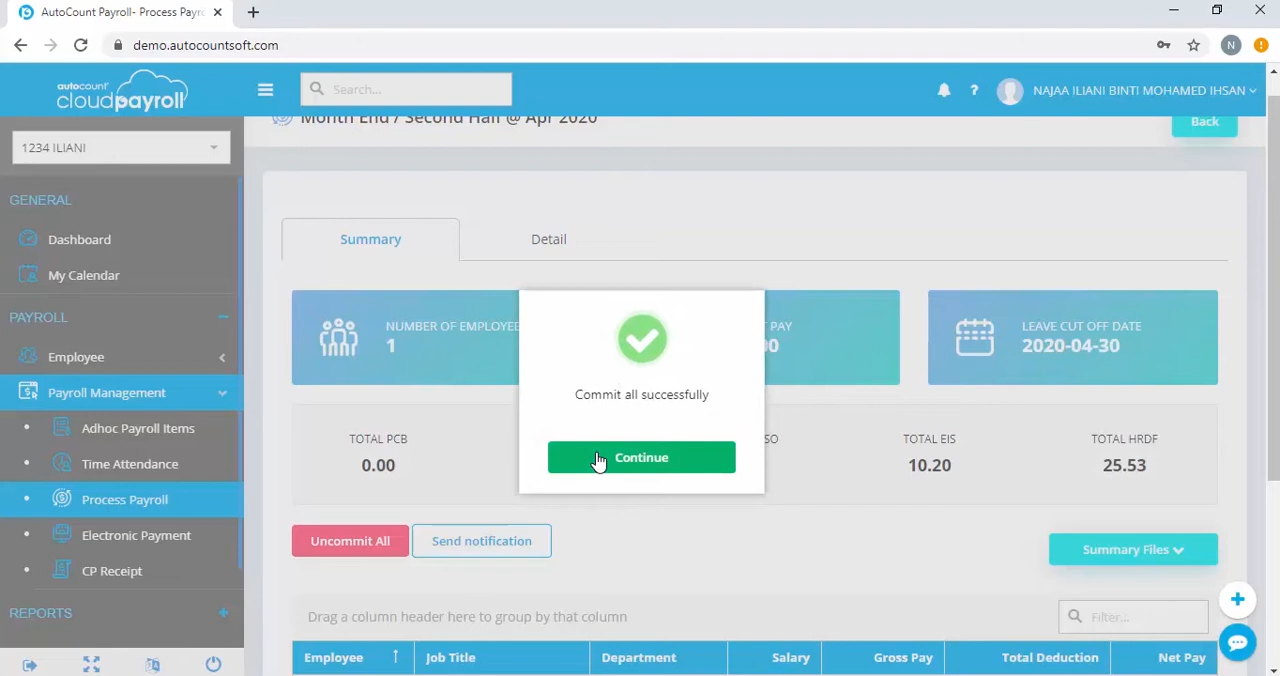 AutoCount Payroll- Process Payro
demo.autocountsoft.com
N
autocount
cloudpayroll
Search...
?
NAJAA ILIANI BINTI MOHAMED IHSAN
Month End / Second Half @ Apr 2020
Back
1234 ILIANI
GENERAL
Dashboard
My Calendar
PAYROLL
Employee
Payroll Management
Adhoc Payroll Items
Time Attendance
Process Payroll
Electronic Payment
CP Receipt
REPORTS
Summary
Detail
NUMBER OF EMPLOYEE
1
PAY
LEAVE CUT OFF DATE
2020-04-30
Commit all successfully
Continue
TOTAL PCB
0.00
SO
TOTAL EIS
10.20
TOTAL HRDF
25.53
Uncommit All
Send notification
Summary Files
Drag a column header here to group by that column
Filter...
Employee
Job Title
Department
Salary
Gross Pay
Total Deduction
Net Pay